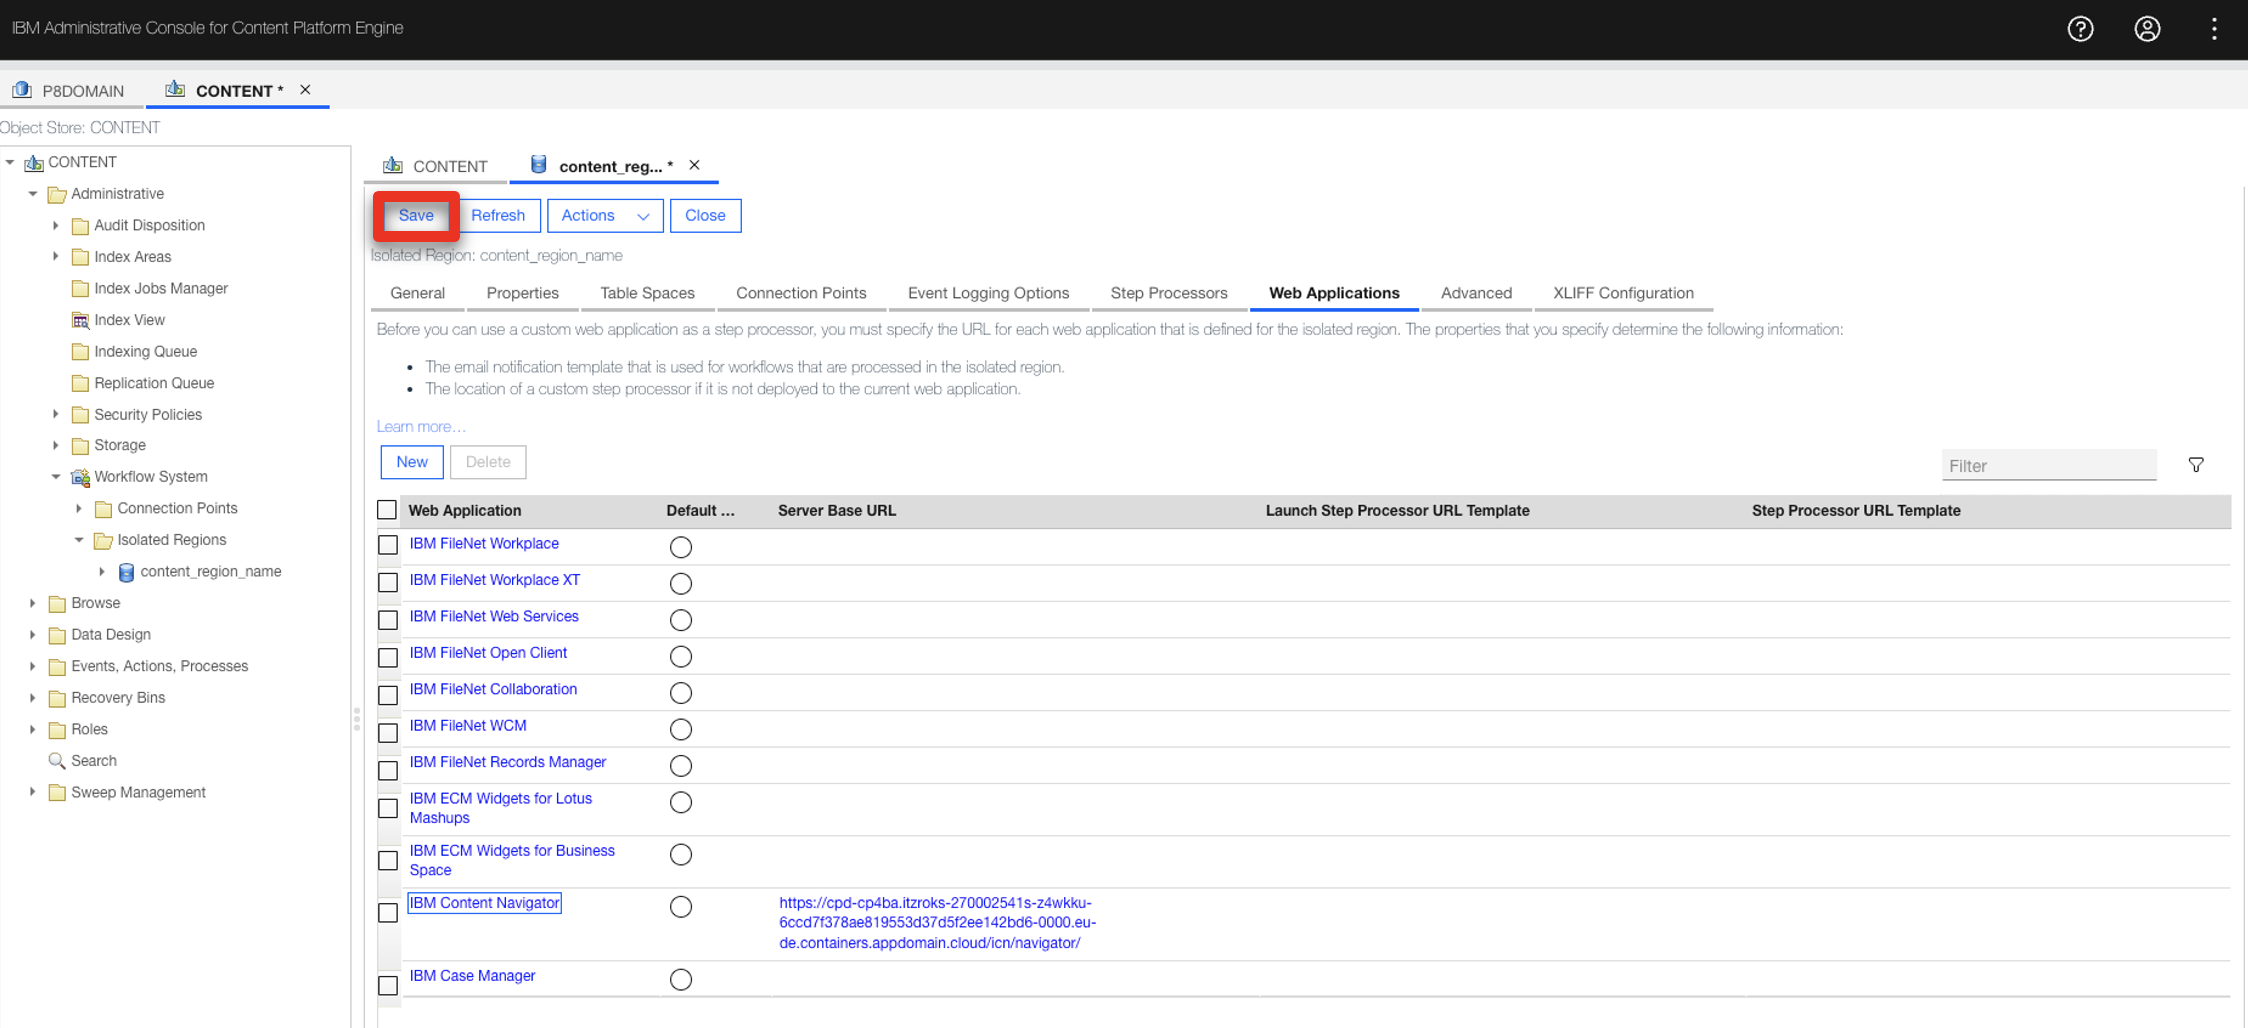 IBM Administrative Console for Content Platform Engine
P8DOMAIN
CONTENT *
Object Store: CONTENT
CONTENT
Administrative
Audit Disposition
Index Areas
Index Jobs Manager
Index View
Indexing Queue
Replication Queue
Security Policies
Storage
Workflow System
Connection Points
Isolated Regions
content_region_name
Browse
Data Design
Events, Actions, Processes
Recovery Bins
Roles
Search
Sweep Management
CONTENT
content_reg... *
Save
Refresh
Actions
Close
Isolated Region: content_region_name
General
Properties
Table Spaces
Connection Points
Event Logging Options
Step Processors
Web Applications
Advanced
XLIFF Configuration
Before you can use a custom web application as a step processor, you must specify the URL for each web application that is defined for the isolated region. The properties that you specify determine the following information:
• The email notification template that is used for workflows that are processed in the isolated region.
• The location of a custom step processor if it is not deployed to the current web application.
Learn more...
New
Delete
Filter
Web Application
Default ...
Server Base URL
Launch Step Processor URL Template
Step Processor URL Template
IBM FileNet Workplace
IBM FileNet Workplace XT
IBM FileNet Web Services
IBM FileNet Open Client
IBM FileNet Collaboration
IBM FileNet WCM
IBM FileNet Records Manager
IBM ECM Widgets for Lotus
Mashups
IBM ECM Widgets for Business
Space
IBM Content Navigator
https://cpd-cp4ba.itzroks-270002541s-z4wkku-
6ccd7f378ae819553d37d5f2ee142bd6-0000.eu-
de.containers.appdomain.cloud/icn/navigator/
IBM Case Manager